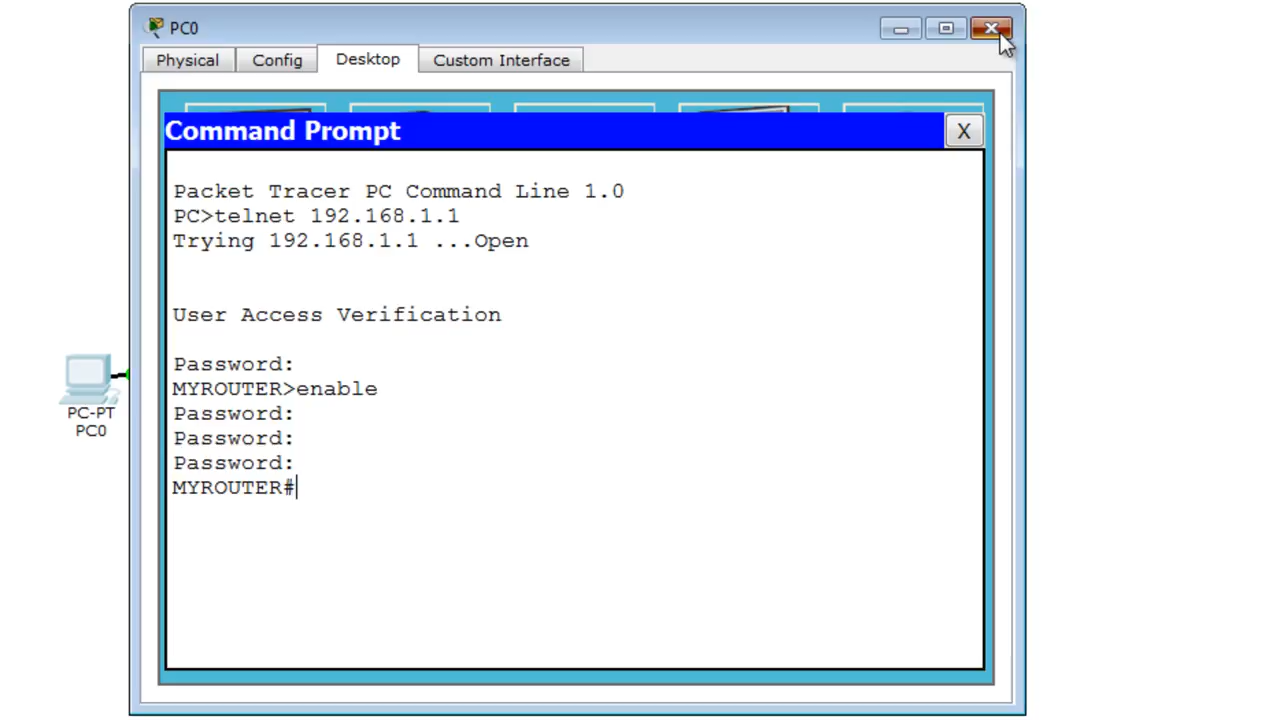 PC0
Physical Config Desktop Custom Interface
Command Prompt X
Packet Tracer PC Command Line 1.0
PC>telnet 192.168.1.1
Trying 192.168.1.1 ...Open
User Access Verification
Password:
MYROUTER>enable
Password:
Password:
Password:
MYROUTER#
PC-PT
PC0